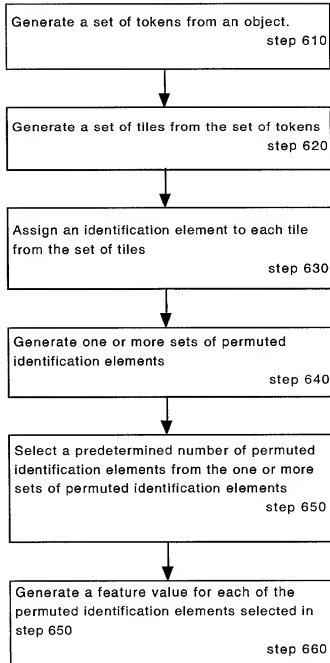 Generate a set of tokens from an object.
step 610
Generate a set of tiles from the set of tokens
step 620
Assign an identification element to each tile
from the set of tiles
step 630
Generate one or more sets of permuted
identification elements
step 640
Select a predetermined number of permuted
identification elements from the one or more
sets of permuted identification elements
step 650
Generate a feature value for each of the
permuted identification elements selected in
step 650
step 660